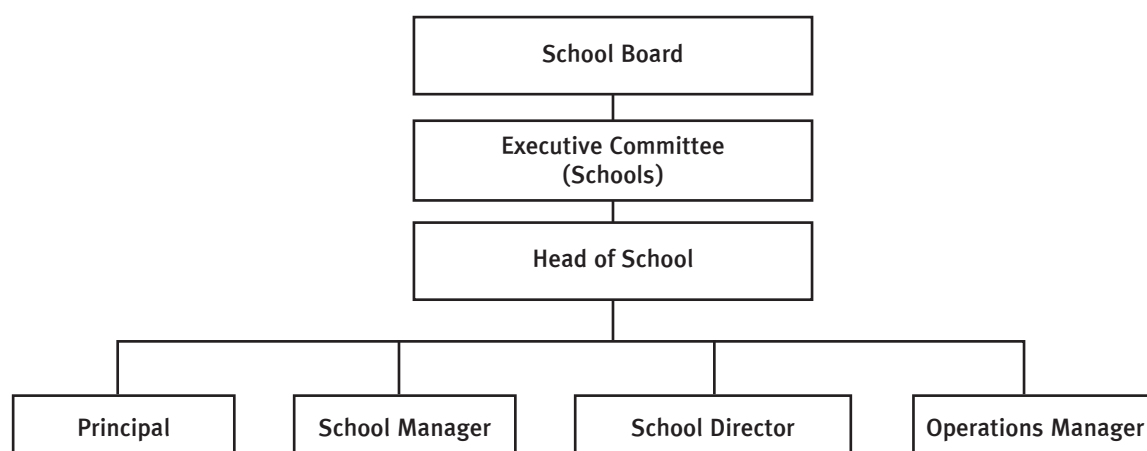 School Board
Executive Committee
(Schools)
Head of School
Principal
School Manager
School Director
Operations Manager